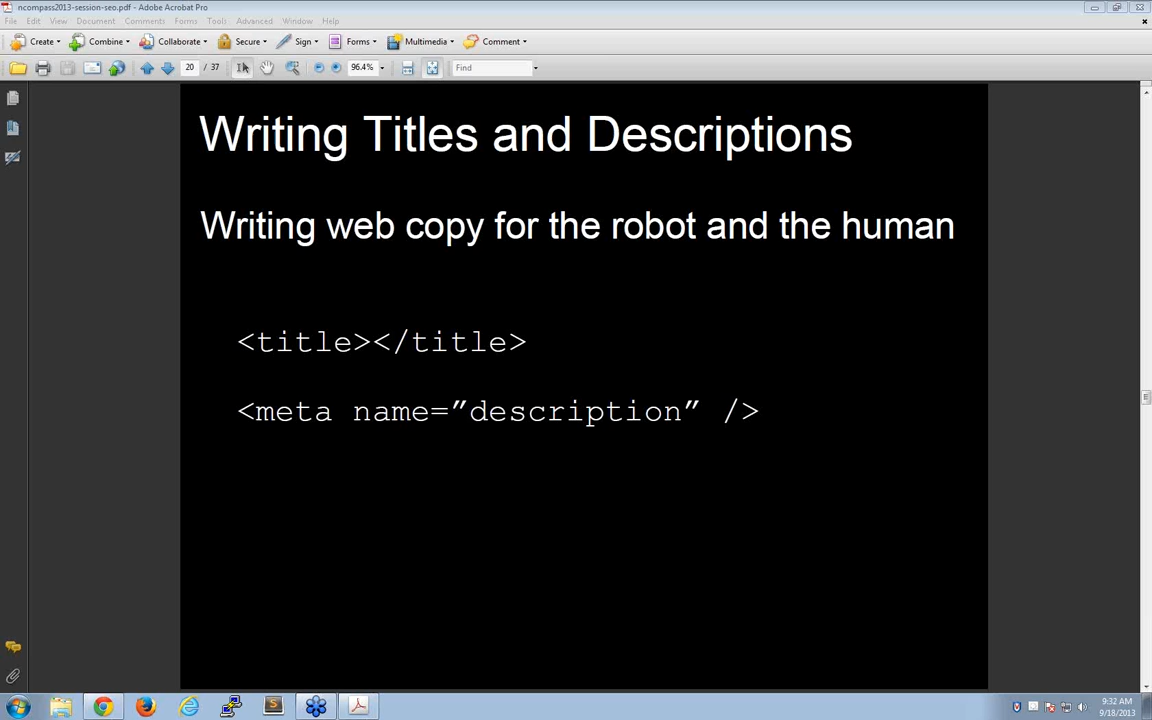 ncompass2013-session-seo.pdf - Adobe Acrobat Pro
File Edit View Document Comments Forms Tools Advanced Window Help
Create Combine Collaborate Secure Sign Forms Multimedia Comment
20 / 37 96.4% Find
Writing Titles and Descriptions
Writing web copy for the robot and the human
<title></title>
<meta name=”description” />
9:32 AM
9/18/2013